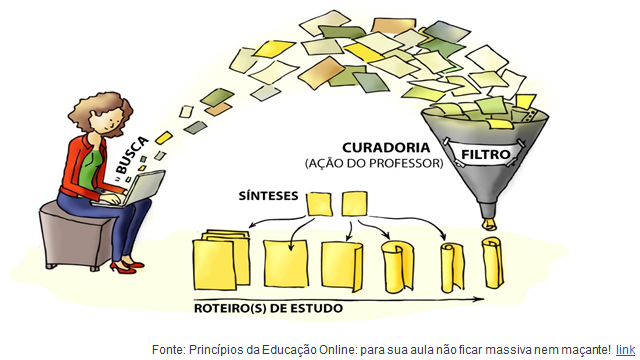 BUSCA
CURADORIA
(AÇÃO DO PROFESSOR)
FILTRO
SÍNTESES
ROTEIRO(S) DE ESTUDO
Fonte: Princípios da Educação Online: para sua aula não ficar massiva nem maçante! link